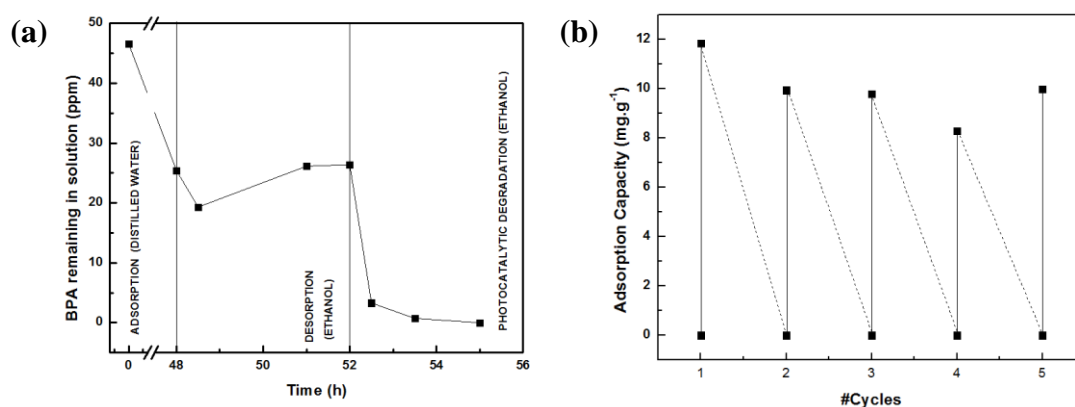 (a)
50
40
30
20
10
0
BPA remaining in solution (ppm)
ADSORPTION (DISTILLED WATER)
DESORPTION
(ETHANOL)
PHOTOCATALYTIC DEGRADATION (ETHANOL)
0 48 50 52 54 56
Time (h)
(b)
12
10
8
6
4
2
0
Adsorption Capacity (mg.g-1)
1 2 3 4 5
#Cycles